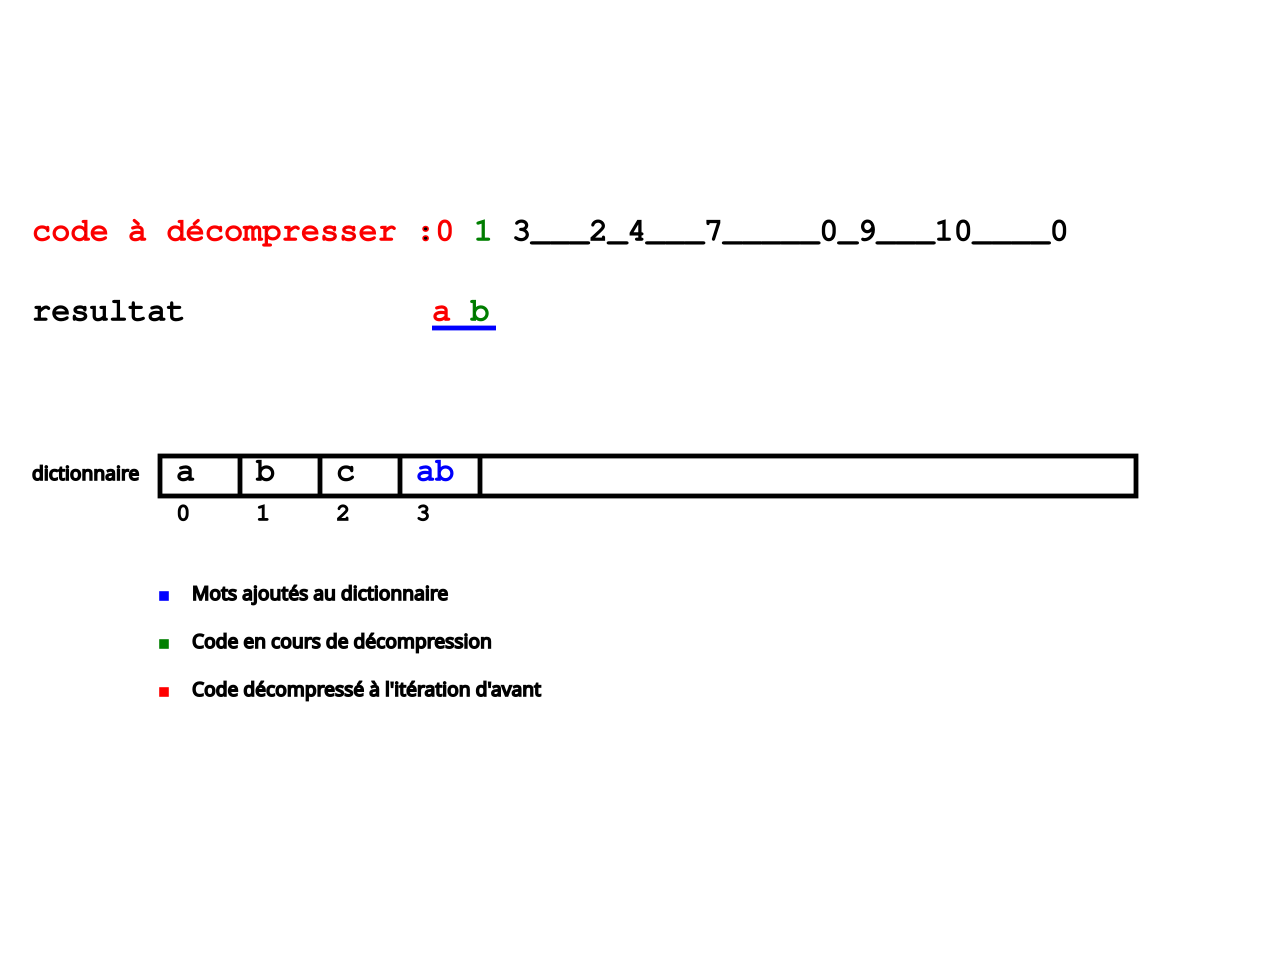 code à décompresser :0 1 3___2_4___7_____0_9___10____0
resultat a b
dictionnaire a b c ab
0 1 2 3
Mots ajoutés au dictionnaire
Code en cours de décompression
Code décompressé à l'itération d'avant